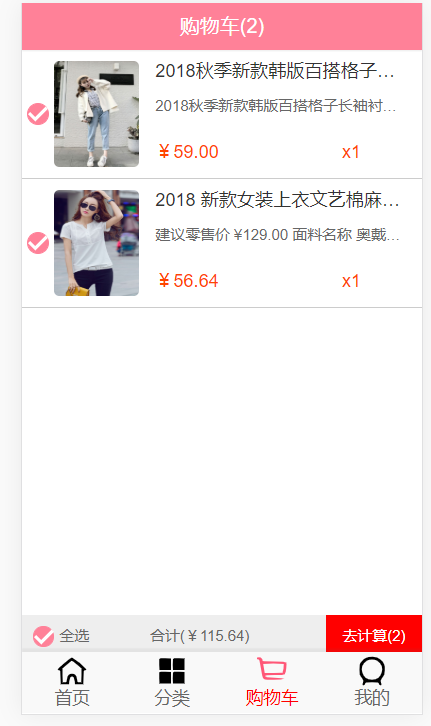 购物车(2)
2018秋季新款韩版百搭格子…
2018秋季新款韩版百搭格子长袖衬…
￥59.00 x1
2018 新款女装上衣文艺棉麻…
建议零售价 ¥129.00 面料名称 奥戴…
￥56.64 x1
全选 合计(￥115.64) 去计算(2)
首页 分类 购物车 我的